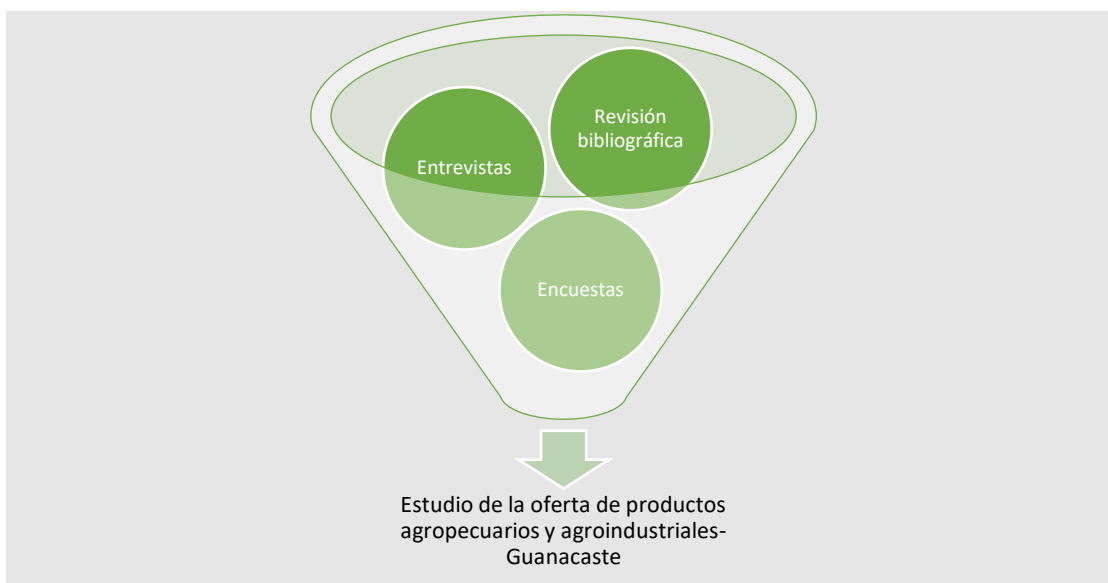 Revisión
bibliográfica
Entrevistas
Encuestas
Estudio de la oferta de productos
agropecuarios y agroindustriales-
Guanacaste